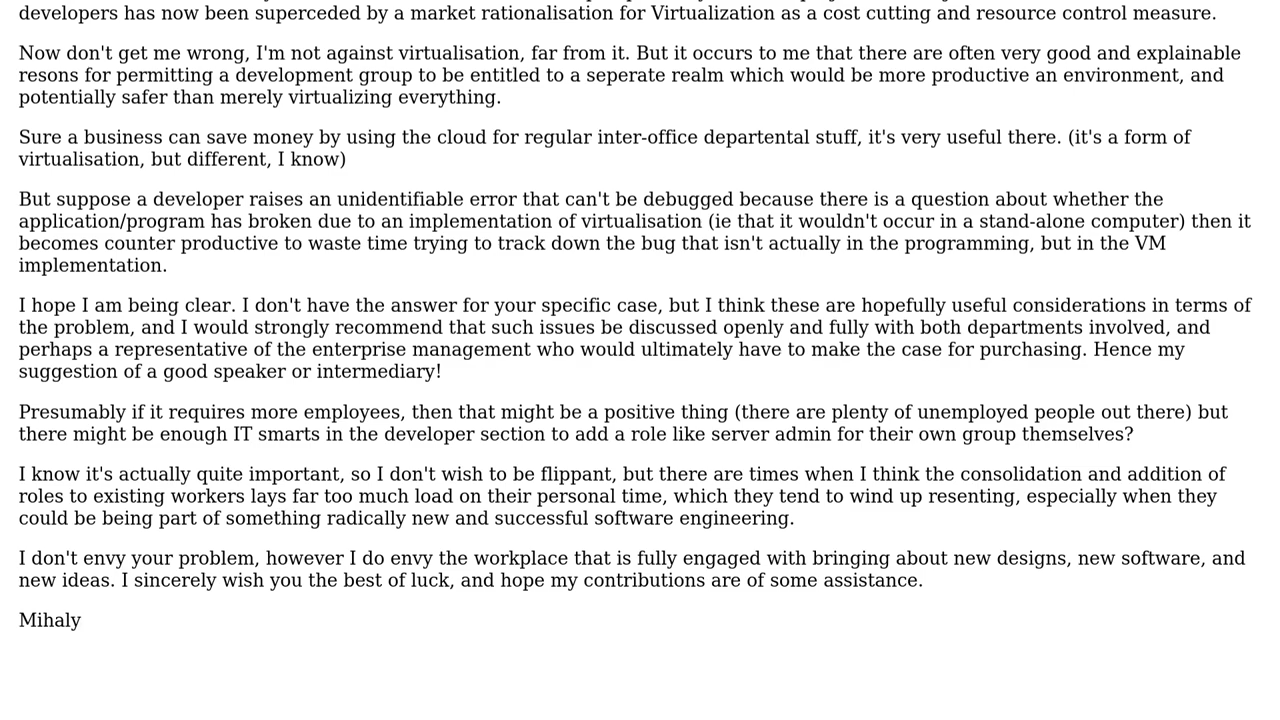 developers has now been superceded by a market rationalisation for Virtualization as a cost cutting and resource control measure.
Now don't get me wrong, I'm not against virtualisation, far from it. But it occurs to me that there are often very good and explainable
resons for permitting a development group to be entitled to a seperate realm which would be more productive an environment, and
potentially safer than merely virtualizing everything.
Sure a business can save money by using the cloud for regular inter-office departental stuff, it's very useful there. (it's a form of
virtualisation, but different, I know)
But suppose a developer raises an unidentifiable error that can't be debugged because there is a question about whether the
application/program has broken due to an implementation of virtualisation (ie that it wouldn't occur in a stand-alone computer) then it
becomes counter productive to waste time trying to track down the bug that isn't actually in the programming, but in the VM
implementation.
I hope I am being clear. I don't have the answer for your specific case, but I think these are hopefully useful considerations in terms of
the problem, and I would strongly recommend that such issues be discussed openly and fully with both departments involved, and
perhaps a representative of the enterprise management who would ultimately have to make the case for purchasing. Hence my
suggestion of a good speaker or intermediary!
Presumably if it requires more employees, then that might be a positive thing (there are plenty of unemployed people out there) but
there might be enough IT smarts in the developer section to add a role like server admin for their own group themselves?
I know it's actually quite important, so I don't wish to be flippant, but there are times when I think the consolidation and addition of
roles to existing workers lays far too much load on their personal time, which they tend to wind up resenting, especially when they
could be being part of something radically new and successful software engineering.
I don't envy your problem, however I do envy the workplace that is fully engaged with bringing about new designs, new software, and
new ideas. I sincerely wish you the best of luck, and hope my contributions are of some assistance.
Mihaly